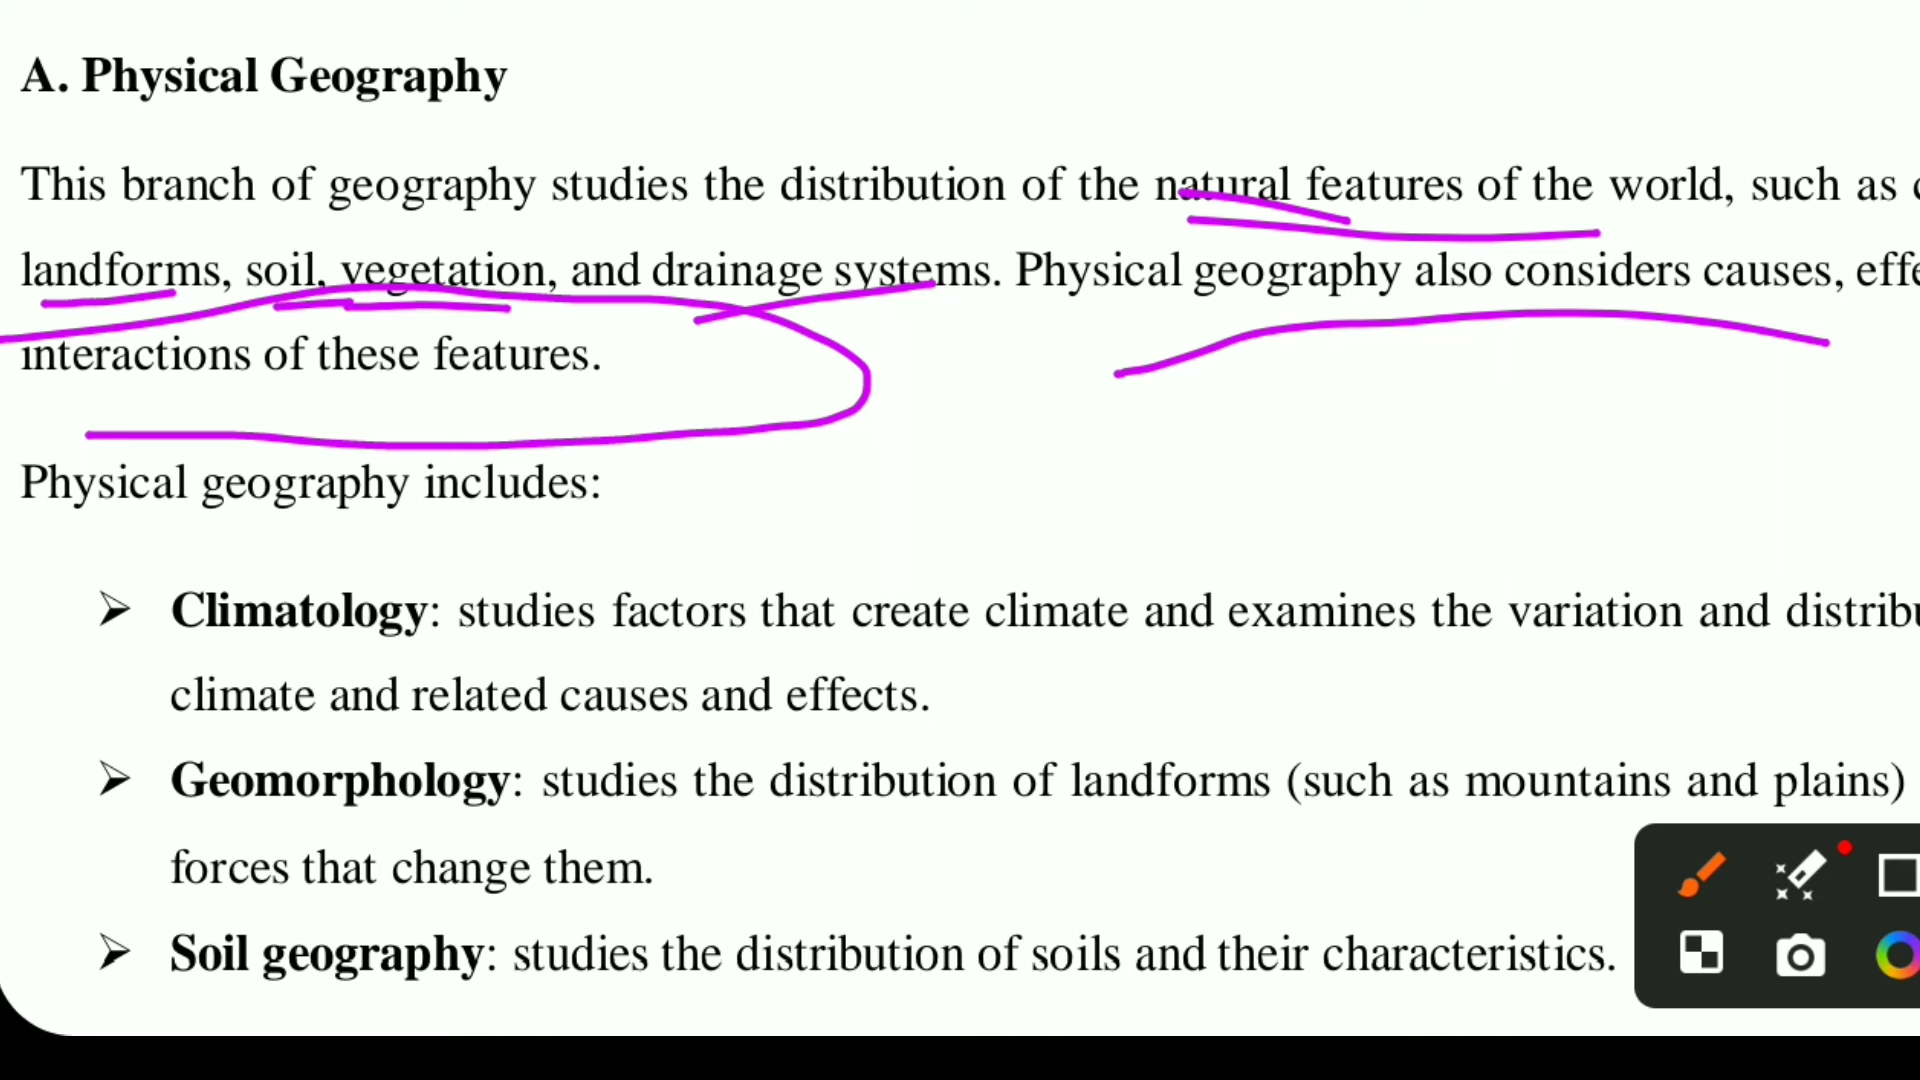 A. Physical Geography
This branch of geography studies the distribution of the natural features of the world, such as
landforms, soil, vegetation, and drainage systems. Physical geography also considers causes,
interactions of these features.
Physical geography includes:
➢ Climatology: studies factors that create climate and examines the variation and
climate and related causes and effects.
➢ Geomorphology: studies the distribution of landforms (such as mountains and plains)
forces that change them.
➢ Soil geography: studies the distribution of soils and their characteristics.